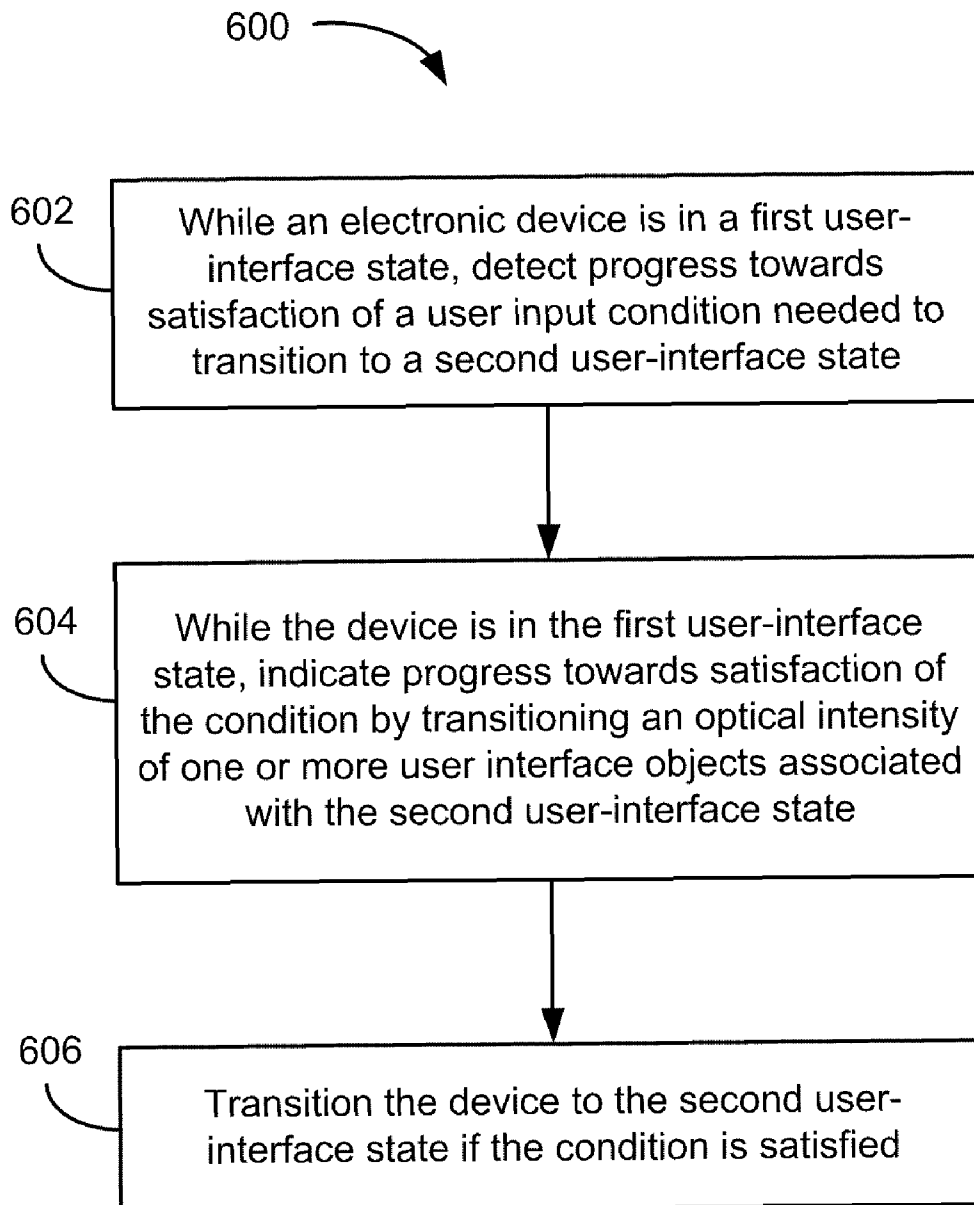 600
602
While an electronic device is in a first user-
interface state, detect progress towards
satisfaction of a user input condition needed to
transition to a second user-interface state
604
While the device is in the first user-interface
state, indicate progress towards satisfaction of
the condition by transitioning an optical intensity
of one or more user interface objects associated
with the second user-interface state
606
Transition the device to the second user-
interface state if the condition is satisfied